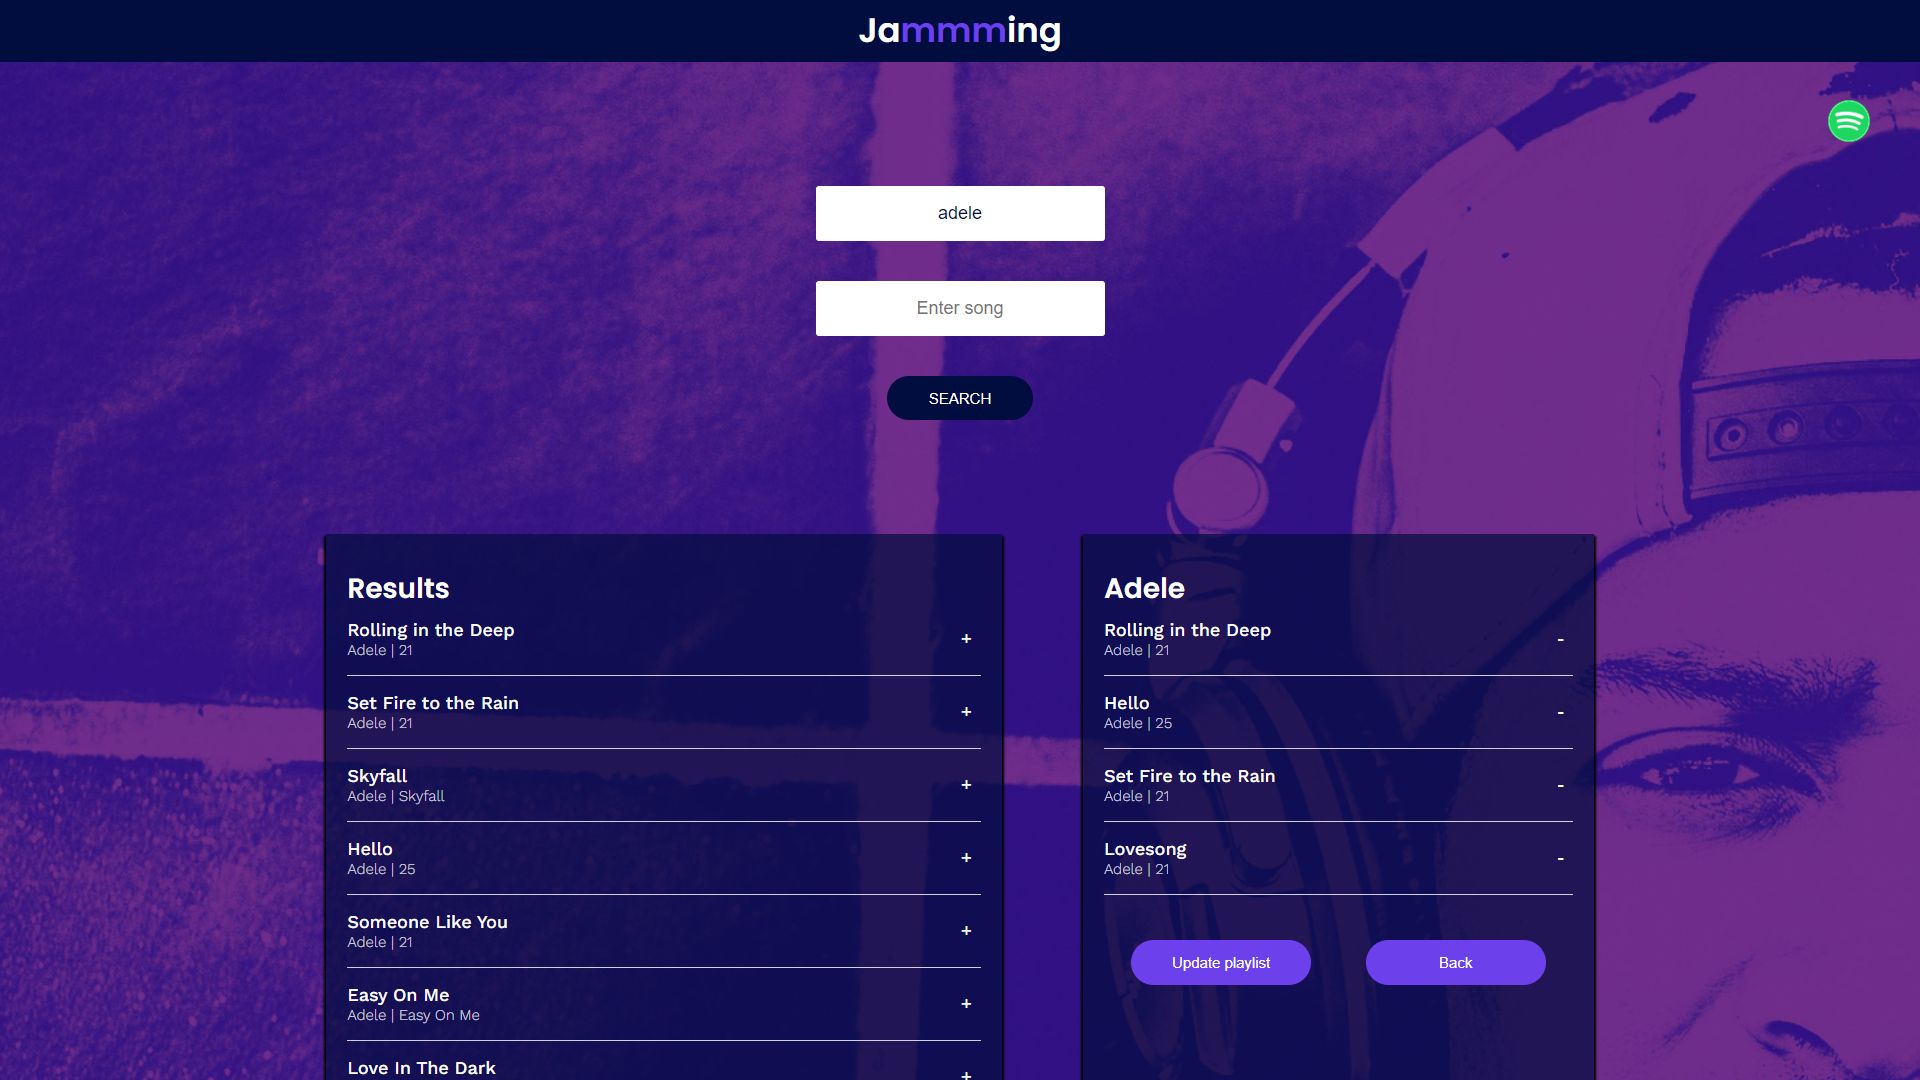 Jammming
adele
Enter song
SEARCH
Results
Rolling in the Deep
Adele | 21
+
Set Fire to the Rain
Adele | 21
+
Skyfall
Adele | Skyfall
+
Hello
Adele | 25
+
Someone Like You
Adele | 21
+
Easy On Me
Adele | Easy On Me
+
Love In The Dark
+
Adele
Rolling in the Deep
Adele | 21
-
Hello
Adele | 25
-
Set Fire to the Rain
Adele | 21
-
Lovesong
Adele | 21
-
Update playlist
Back